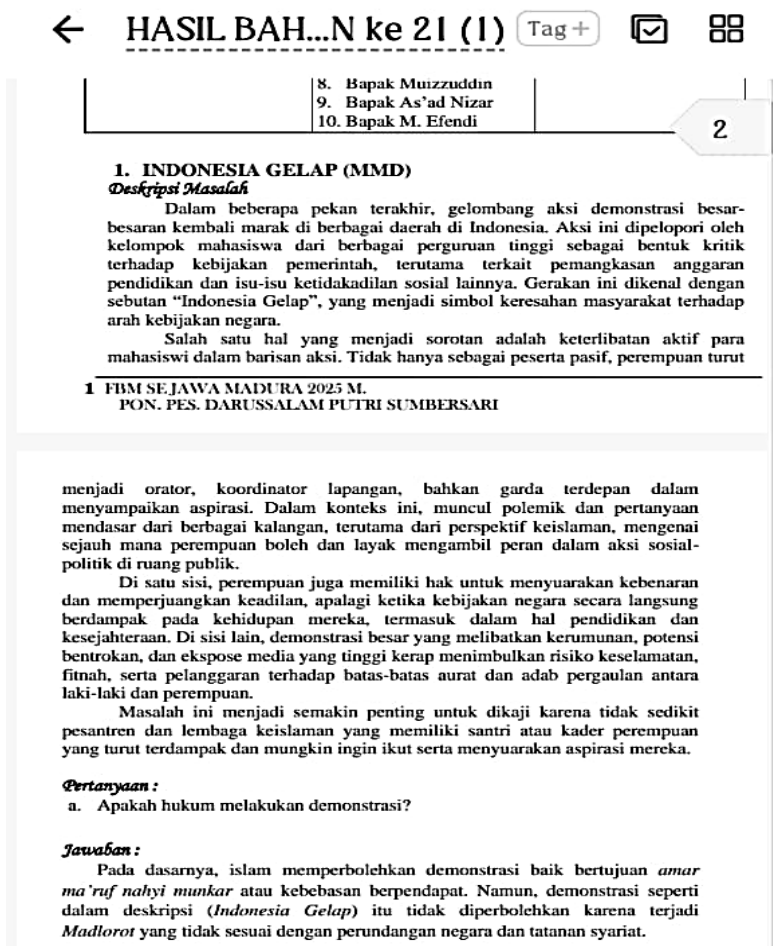 HASIL BAH...N ke 21 (1) Tag +
8. Bapak Muizzuddin
9. Bapak As'ad Nizar
10. Bapak M. Efendi
2
1. INDONESIA GELAP (MMD)
Deskripsi Masalah
Dalam beberapa pekan terakhir, gelombang aksi demonstrasi besar-
besaran kembali marak di berbagai daerah di Indonesia. Aksi ini dipelopori oleh
kelompok mahasiswa dari berbagai perguruan tinggi sebagai bentuk kritik
terhadap kebijakan pemerintah, terutama terkait pemangkasan anggaran
pendidikan dan isu-isu ketidakadilan sosial lainnya. Gerakan ini dikenal dengan
sebutan “Indonesia Gelap”, yang menjadi simbol keresahan masyarakat terhadap
arah kebijakan negara.
Salah satu hal yang menjadi sorotan adalah keterlibatan aktif para
mahasiswi dalam barisan aksi. Tidak hanya sebagai peserta pasif, perempuan turut
1 FBM SE JAWA MADURA 2025 M.
PON. PES. DARUSSALAM PUTRI SUMBERSARI
menjadi orator, koordinator lapangan, bahkan garda terdepan dalam
menyampaikan aspirasi. Dalam konteks ini, muncul polemik dan pertanyaan
mendasar dari berbagai kalangan, terutama dari perspektif keislaman, mengenai
sejauh mana perempuan boleh dan layak mengambil peran dalam aksi sosial-
politik di ruang publik.
Di satu sisi, perempuan juga memiliki hak untuk menyuarakan kebenaran
dan memperjuangkan keadilan, apalagi ketika kebijakan negara secara langsung
berdampak pada kehidupan mereka, termasuk dalam hal pendidikan dan
kesejahteraan. Di sisi lain, demonstrasi besar yang melibatkan kerumunan, potensi
bentrokan, dan ekspose media yang tinggi kerap menimbulkan risiko keselamatan,
fitnah, serta pelanggaran terhadap batas-batas aurat dan adab pergaulan antara
laki-laki dan perempuan.
Masalah ini menjadi semakin penting untuk dikaji karena tidak sedikit
pesantren dan lembaga keislaman yang memiliki santri atau kader perempuan
yang turut terdampak dan mungkin ingin ikut serta menyuarakan aspirasi mereka.
Pertanyaan :
a. Apakah hukum melakukan demonstrasi?
Jawaban :
Pada dasarnya, islam memperbolehkan demonstrasi baik bertujuan amar
ma'ruf nahyi munkar atau kebebasan berpendapat. Namun, demonstrasi seperti
dalam deskripsi (Indonesia Gelap) itu tidak diperbolehkan karena terjadi
Madlorot yang tidak sesuai dengan perundangan negara dan tatanan syariat.